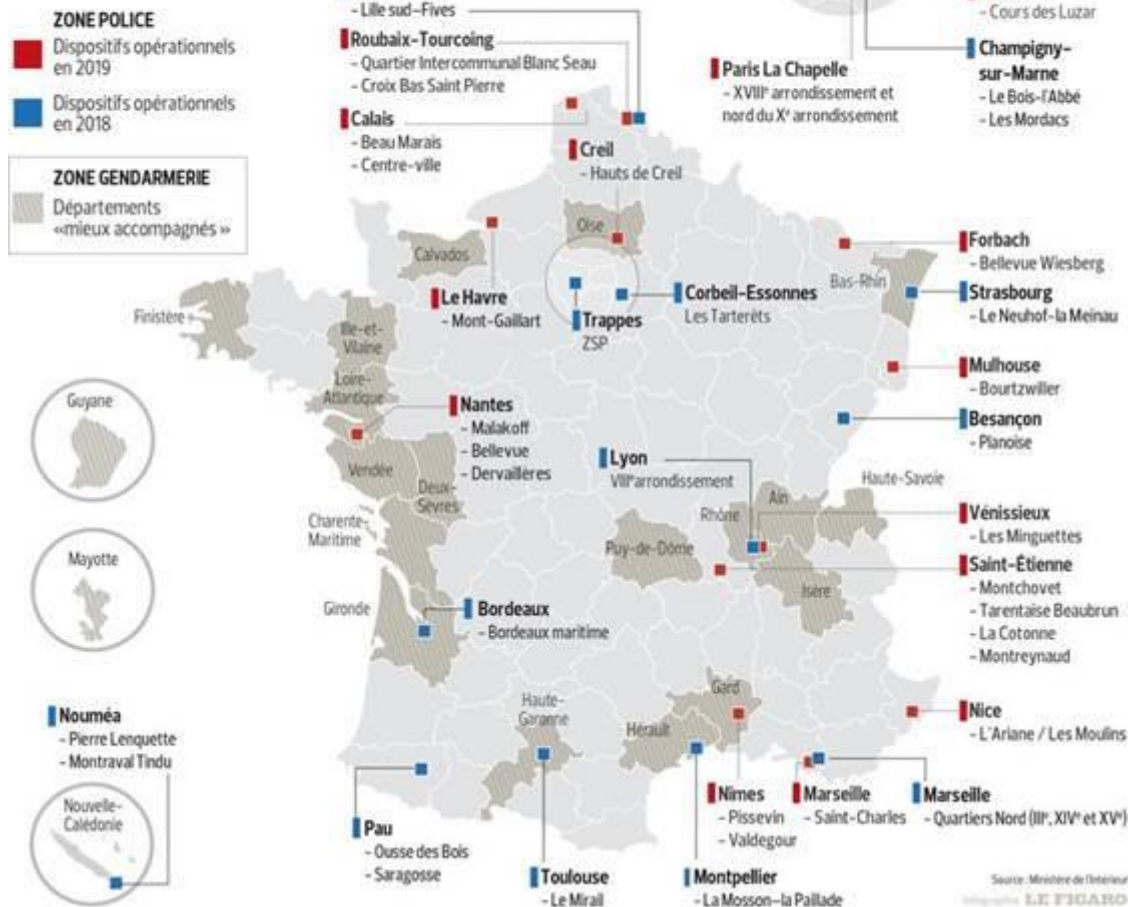 ZONE POLICE
Dispositifs opérationnels
en 2019
Dispositifs opérationnels
en 2018
ZONE GENDARMERIE
Départements
«mieux accompagnés»
- Lille sud-Fives
Roubaix-Tourcoing
- Quartier Intercommunal Blanc Seau
- Croix Bas Saint Pierre
Calais
- Beau Marais
- Centre-ville
Paris La Chapelle
- XVIIIᵉ arrondissement et
nord du Xᵉ arrondissement
- Cours des Luzar
Champigny-
sur-Marne
- Le Bois-l'Abbé
- Les Mordacs
Creil
- Hauts de Creil
Oise
Calvados
Le Havre
- Mont-Gaillart
Trappes
ZSP
Corbeil-Essonnes
Les Tarterêts
Forbach
- Bellevue Wiesberg
Bas-Rhin
Strasbourg
- Le Neuhof-la Meinau
Mulhouse
- Bourtzwiller
Besançon
- Planoise
Finistère
Ille-et-
Vilaine
Loire-
Atlantique
Nantes
- Malakoff
- Bellevue
- Dervaillères
Vendée
Deux-
Sèvres
Charente-
Maritime
Guyane
Mayotte
Lyon
VIIIᵉ arrondissement
Rhône
Ain
Haute-Savoie
Puy-de-Dôme
Isère
Vénissieux
- Les Minguettes
Saint-Étienne
- Montchovet
- Tarentaise Beaubrun
- La Cotonne
- Montreynaud
Gironde
Bordeaux
- Bordeaux maritime
Nouméa
- Pierre Lenquette
- Montraval Tindu
Nouvelle-
Calédonie
Haute-
Garonne
Hérault
Gard
Nice
- L'Ariane / Les Moulins
Pau
- Ousse des Bois
- Saragosse
Toulouse
- Le Mirail
Montpellier
- La Mosson-la Paillade
Nîmes
- Pissevin
- Valdegour
Marseille
- Saint-Charles
Marseille
- Quartiers Nord (IIIᵉ, XIVᵉ et XVᵉ)
Source : Ministère de l'Interieur
Infographie LE FIGARO